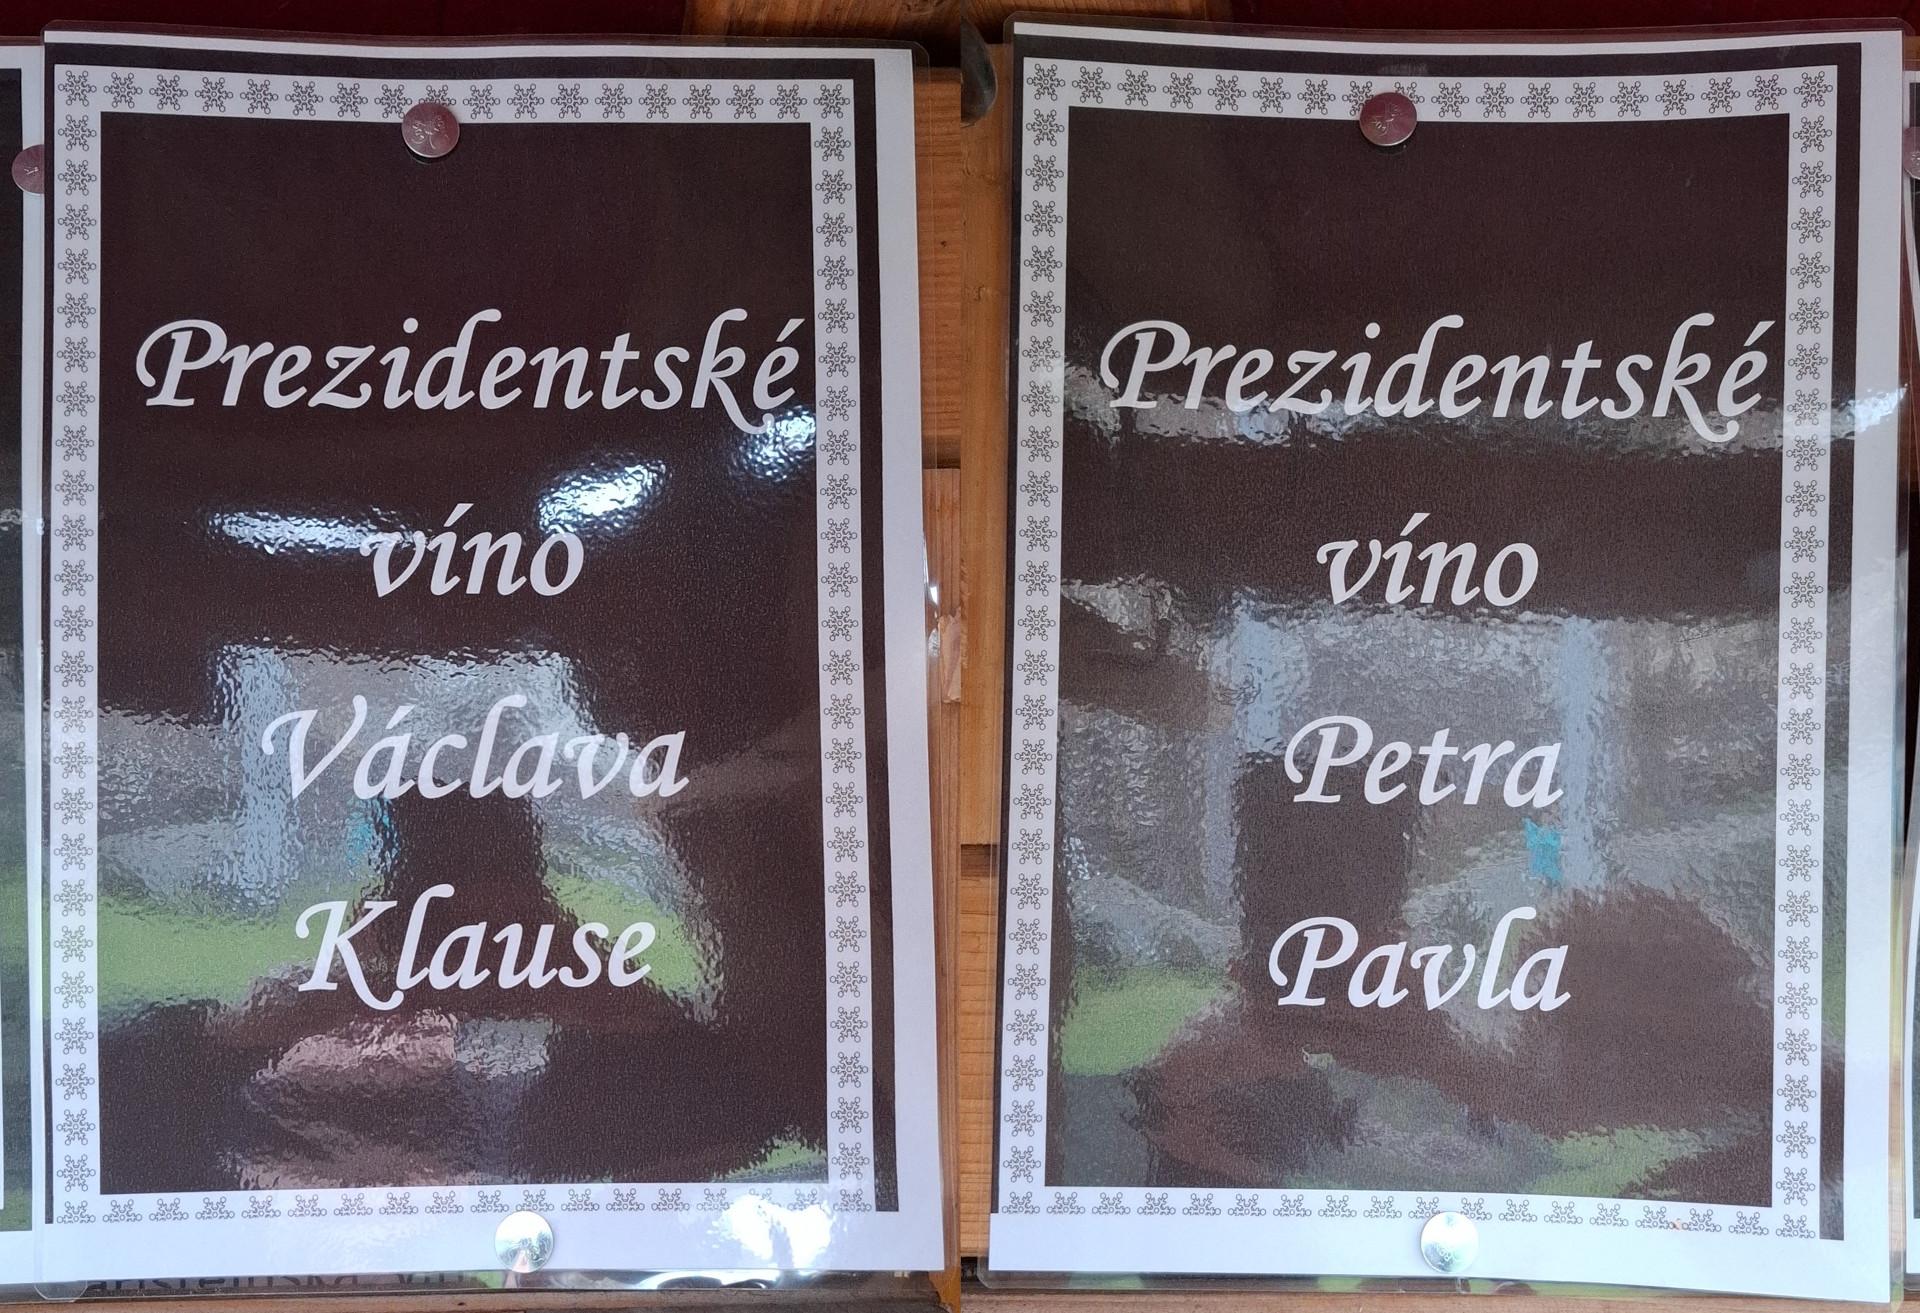 Prezidentské
víno
Václava
Klause
Prezidentské
víno
Petra
Pavla